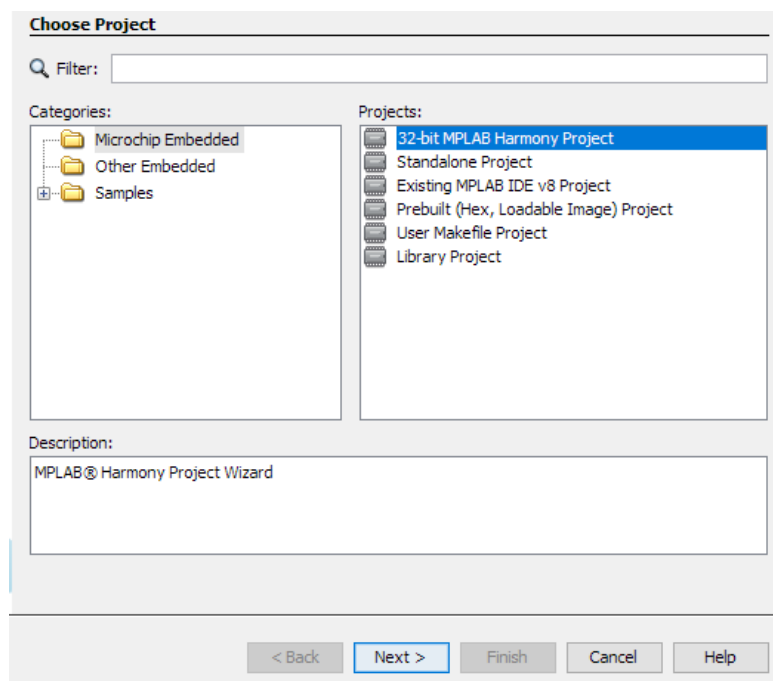 Choose Project
Filter:
Categories:
Microchip Embedded
Other Embedded
Samples
Projects:
32-bit MPLAB Harmony Project
Standalone Project
Existing MPLAB IDE v8 Project
Prebuilt (Hex, Loadable Image) Project
User Makefile Project
Library Project
Description:
MPLAB® Harmony Project Wizard
< Back Next > Finish Cancel Help